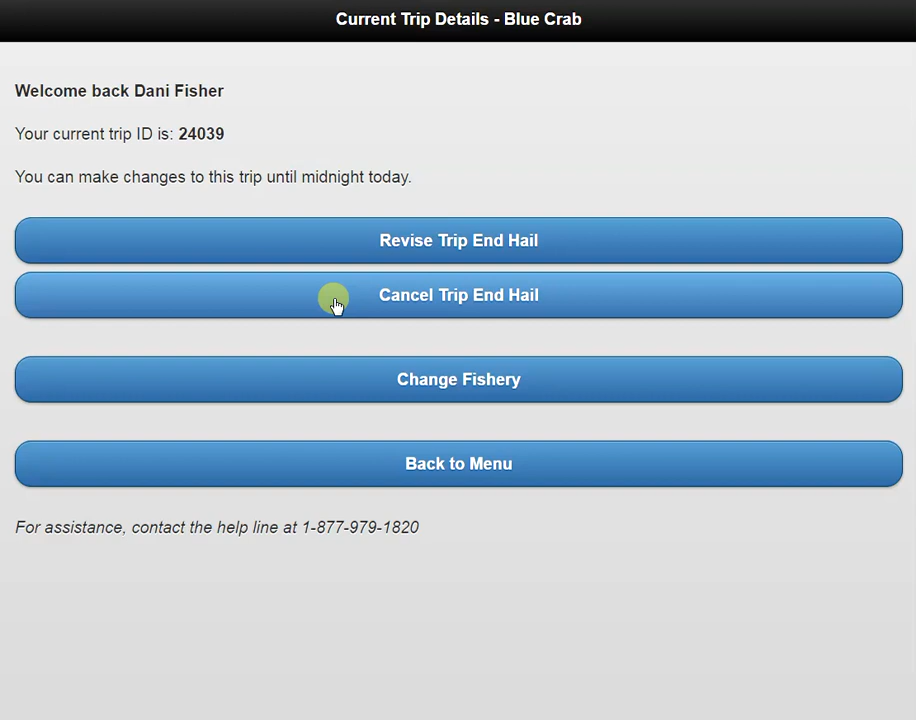 Current Trip Details - Blue Crab
Welcome back Dani Fisher
Your current trip ID is: 24039
You can make changes to this trip until midnight today.
Revise Trip End Hail
Cancel Trip End Hail
Change Fishery
Back to Menu
For assistance, contact the help line at 1-877-979-1820